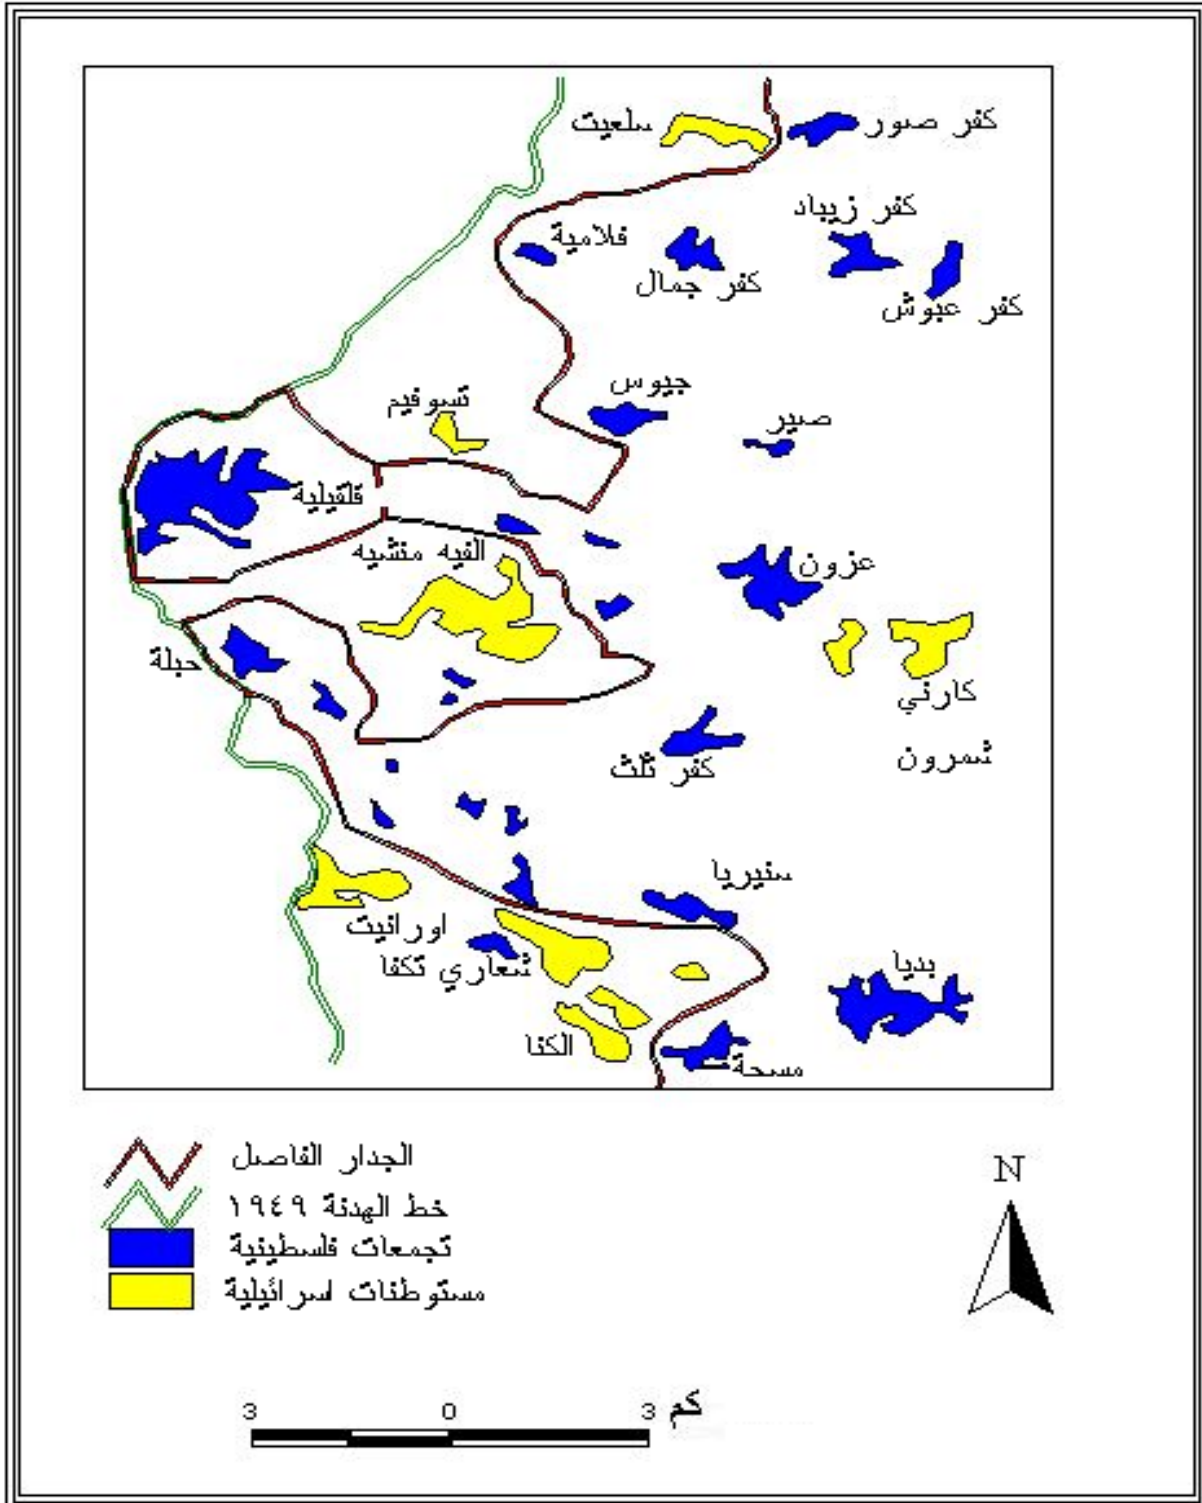 كفر صور
سلعيت
كفر زيباد
فلامية
كفر جمال
كفر عبوش
جيوس
تسوفيم
صير
قلقيلية
الفيه منشيه
عزون
حبلة
كارني
شمرون
كفر ثلث
سنيريا
اورانيت
شعاري تكفا
بديا
الكنا
مسحة
الجدار الفاصل
خط الهدنة ١٩٤٩
تجمعات فلسطينية
مستوطنات اسرائيلية
N
3 0 3 كم